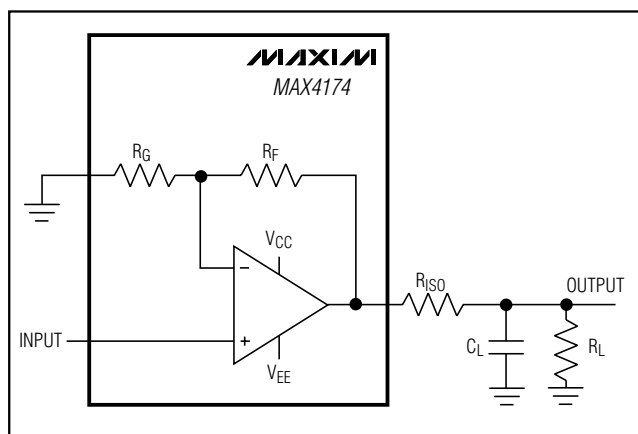 MAXIM
MAX4174
RG
RF
VCC
−
RISO
OUTPUT
INPUT
+
CL
RL
VEE